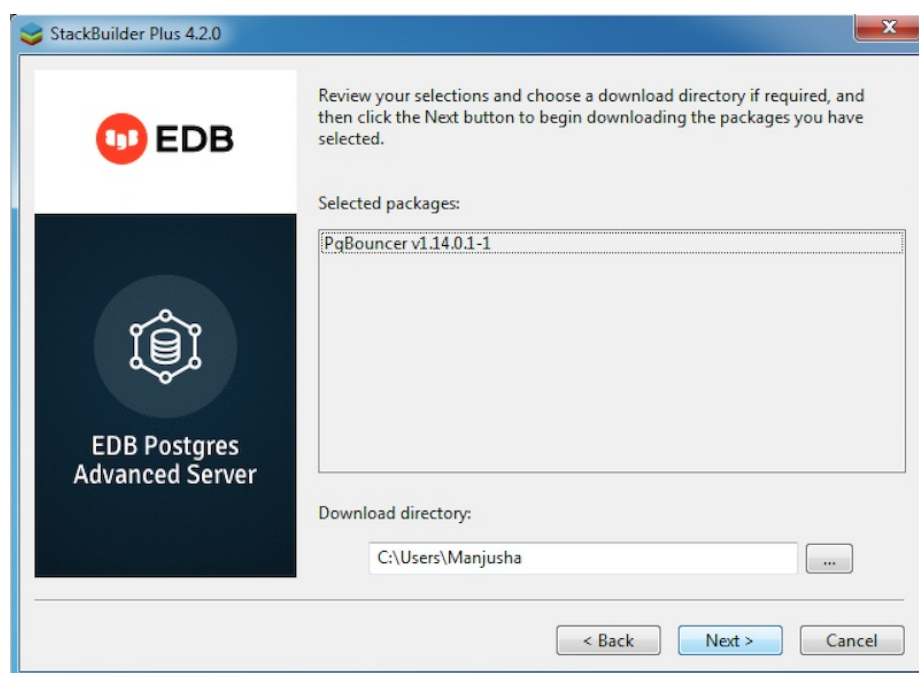 StackBuilder Plus 4.2.0
EDB
EDB Postgres
Advanced Server
Review your selections and choose a download directory if required, and
then click the Next button to begin downloading the packages you have
selected.
Selected packages:
PgBouncer v1.14.0.1-1
Download directory:
C:\Users\Manjusha
...
< Back
Next >
Cancel